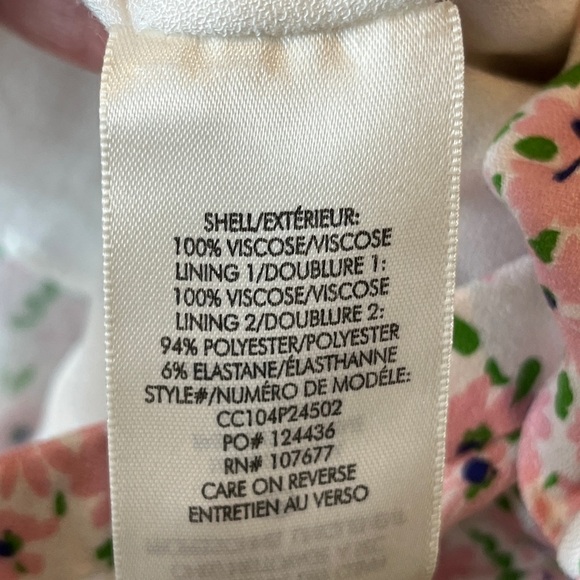 SHELL/EXTÉRIEUR:
100% VISCOSE/VISCOSE
LINING 1/DOUBLURE 1:
100% VISCOSE/VISCOSE
LINING 2/DOUBLURE 2:
94% POLYESTER/POLYESTER
6% ELASTANE/ÉLASTHANNE
STYLE#/NUMÉRO DE MODÉLE:
CC104P24502
PO# 124436
RN# 107677
CARE ON REVERSE
ENTRETIEN AU VERSO